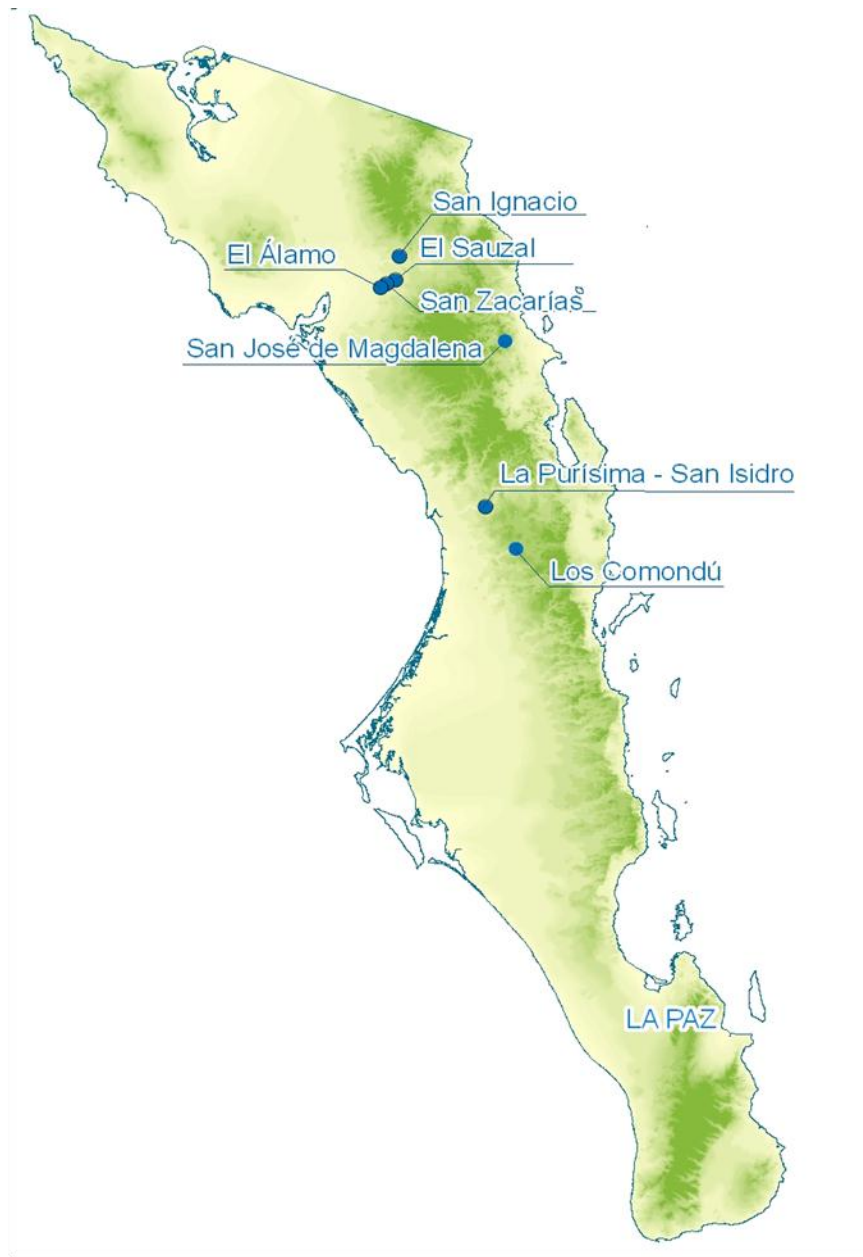 San Ignacio
El Álamo
El Sauzal
San Zacarías
San José de Magdalena
La Purísima - San Isidro
Los Comondú
LA PAZ